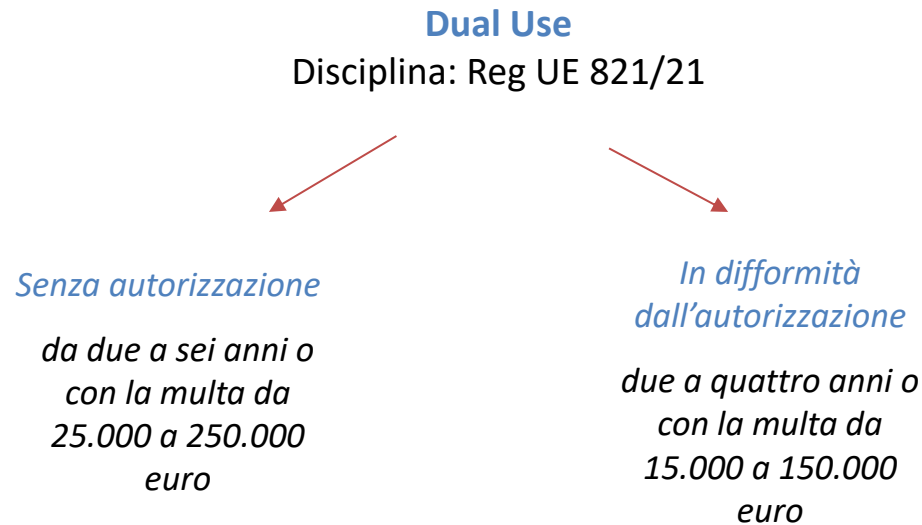 Dual Use
Disciplina: Reg UE 821/21
Senza autorizzazione
da due a sei anni o
con la multa da
25.000 a 250.000
euro
In difformità
dall’autorizzazione
due a quattro anni o
con la multa da
15.000 a 150.000
euro